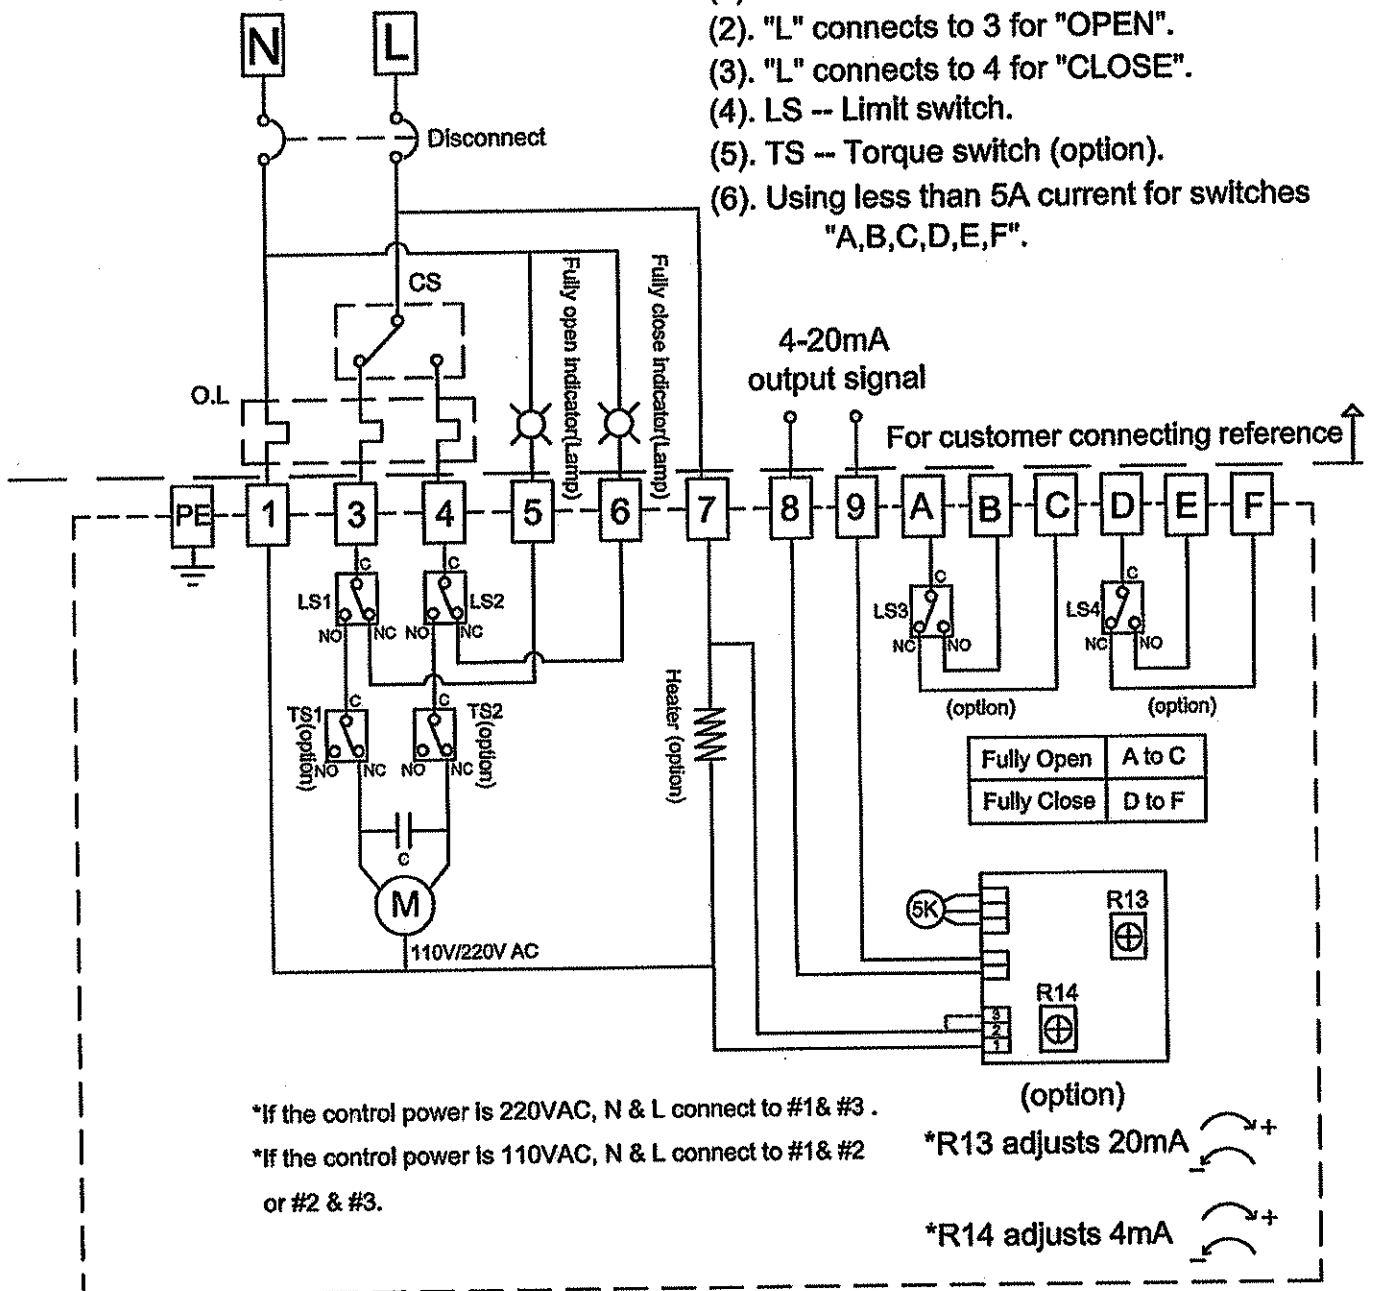 N
L
(2). "L" connects to 3 for "OPEN".
(3). "L" connects to 4 for "CLOSE".
(4). LS -- Limit switch.
(5). TS -- Torque switch (option).
(6). Using less than 5A current for switches
"A,B,C,D,E,F".
Disconnect
CS
Fully open indicator(Lamp)
Fully close indicator(Lamp)
4-20mA
output signal
O.L
For customer connecting reference
PE
1
3
4
5
6
7
8
9
A
B
C
D
E
F
C
C
C
C
LS1
LS2
LS3
LS4
NO
NC
NO
NC
NC
NO
NC
NO
(option)
(option)
C
C
TS1
(option)
TS2
(option)
NO
NC
NO
NC
Heater (option)
Fully Open
A to C
Fully Close
D to F
C
M
110V/220V AC
5K
R13
R14
3
2
1
(option)
*If the control power is 220VAC, N & L connect to #1& #3 .
*If the control power is 110VAC, N & L connect to #1& #2
or #2 & #3.
*R13 adjusts 20mA
+
-
*R14 adjusts 4mA
+
-